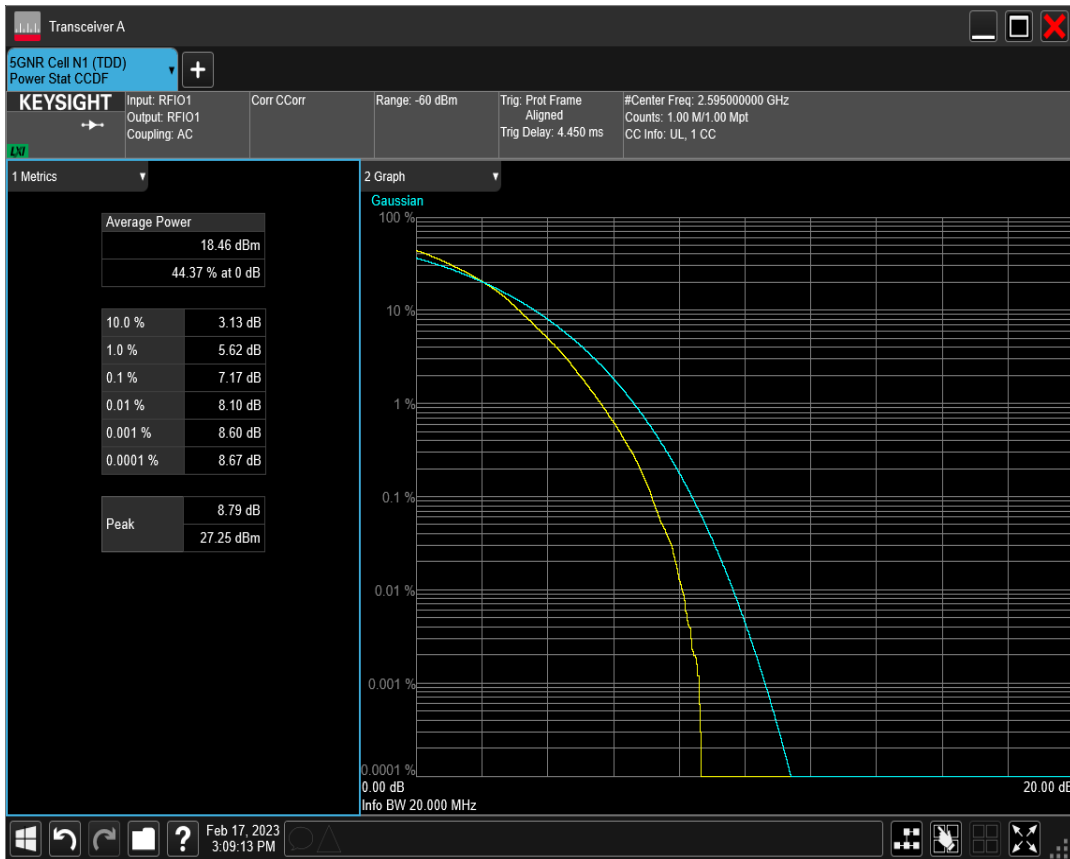 Transceiver A
5GNR Cell N1 (TDD)
Power Stat CCDF
+
KEYSIGHT
LXI
Input: RFIO1
Output: RFIO1
Coupling: AC
Corr CCorr
Range: -60 dBm
Trig: Prot Frame
Aligned
Trig Delay: 4.450 ms
#Center Freq: 2.595000000 GHz
Counts: 1.00 M/1.00 Mpt
CC Info: UL, 1 CC
1 Metrics
Average Power
18.46 dBm
44.37 % at 0 dB
10.0 % 3.13 dB
1.0 % 5.62 dB
0.1 % 7.17 dB
0.01 % 8.10 dB
0.001 % 8.60 dB
0.0001 % 8.67 dB
Peak
8.79 dB
27.25 dBm
2 Graph
Gaussian
100 %
10 %
1 %
0.1 %
0.01 %
0.001 %
0.0001 %
0.00 dB 20.00 dB
Info BW 20.000 MHz
?
Feb 17, 2023
3:09:13 PM